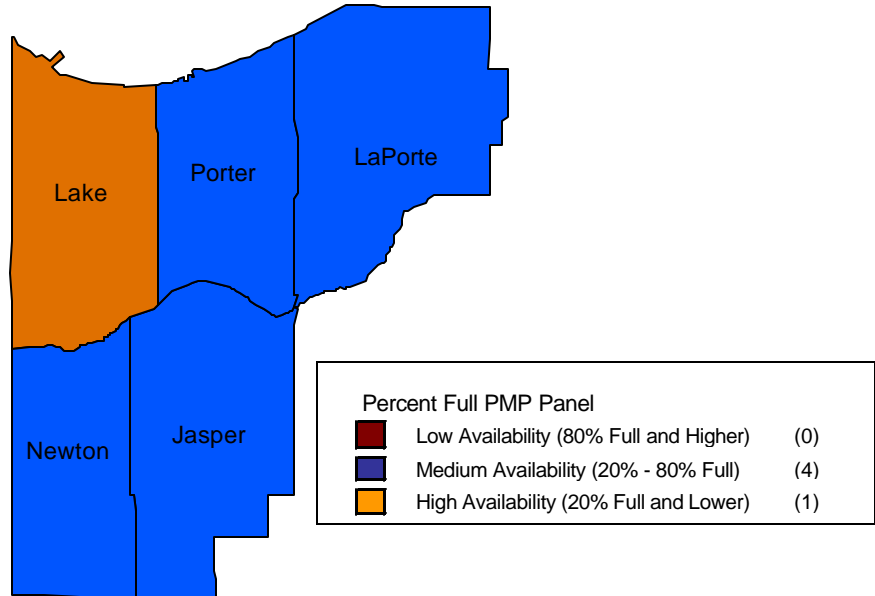 LaPorte
Porter
Lake
Jasper
Newton
Percent Full PMP Panel
Low Availability (80% Full and Higher) (0)
Medium Availability (20% - 80% Full) (4)
High Availability (20% Full and Lower) (1)